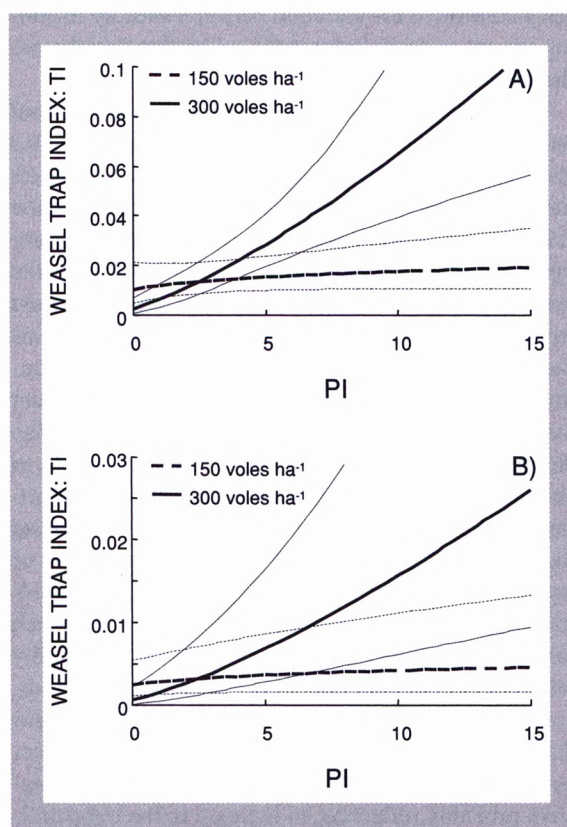 A)
150 voles ha⁻¹
300 voles ha⁻¹
WEASEL TRAP INDEX: TI
0.1
0.08
0.06
0.04
0.02
0
0 5 10 15
PI
B)
150 voles ha⁻¹
300 voles ha⁻¹
WEASEL TRAP INDEX: TI
0.03
0.02
0.01
0
0 5 10 15
PI